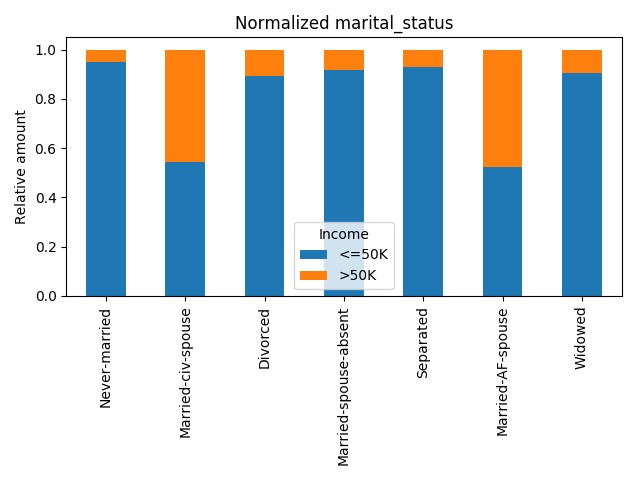 Normalized marital_status
Relative amount
1.0
0.8
0.6
0.4
0.2
0.0
Income
<=50K
>50K
Never-married
Married-civ-spouse
Divorced
Married-spouse-absent
Separated
Married-AF-spouse
Widowed